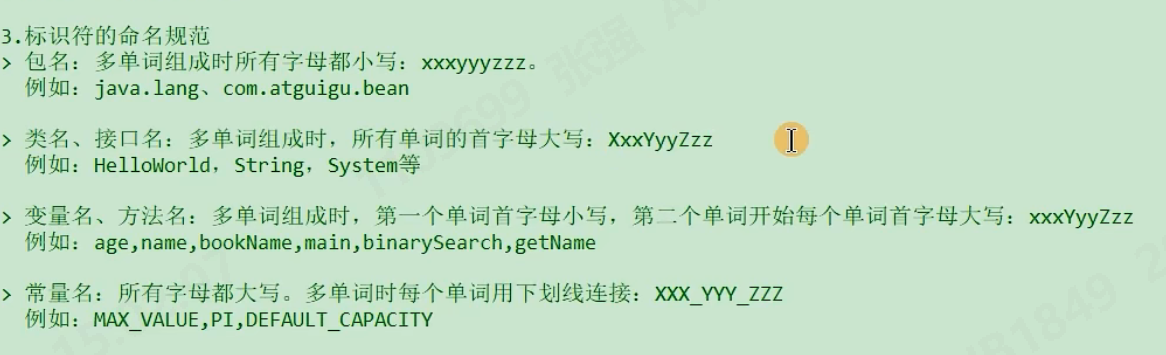 3.标识符的命名规范
> 包名：多单词组成时所有字母都小写：xxxyyyzzz。
例如：java.lang、com.atguigu.bean
> 类名、接口名：多单词组成时，所有单词的首字母大写：XxxYyyZzz
例如：HelloWorld，String，System等
> 变量名、方法名：多单词组成时，第一个单词首字母小写，第二个单词开始每个单词首字母大写：xxxYyyZzz
例如：age,name,bookName,main,binarySearch,getName
> 常量名：所有字母都大写。多单词时每个单词用下划线连接：XXX_YYY_ZZZ
例如：MAX_VALUE,PI,DEFAULT_CAPACITY